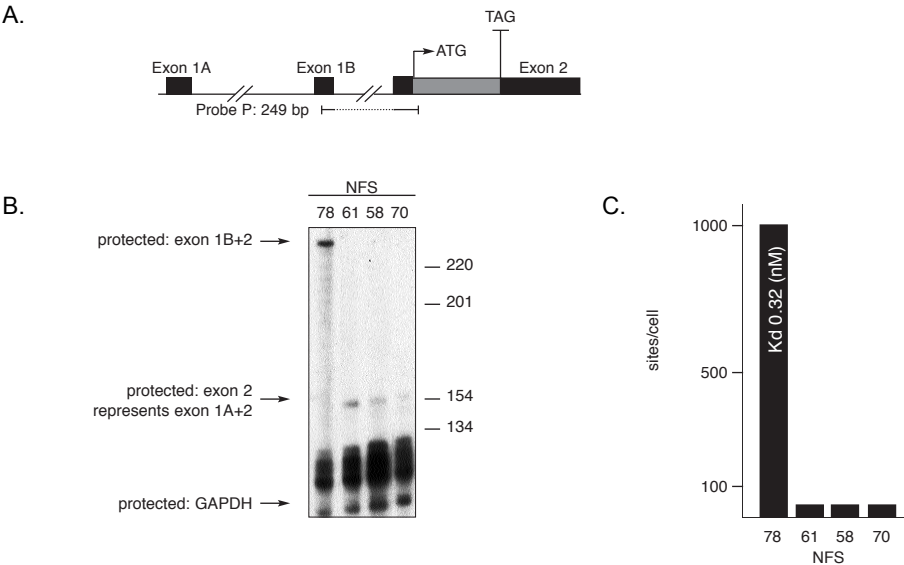 A.
TAG
ATG
Exon 1A
Exon 1B
Exon 2
Probe P: 249 bp
B.
NFS
78 61 58 70
protected: exon 1B+2
220
201
protected: exon 2
represents exon 1A+2
154
134
protected: GAPDH
C.
1000
500
100
sites/cell
Kd 0.32 (nM)
78 61 58 70
NFS